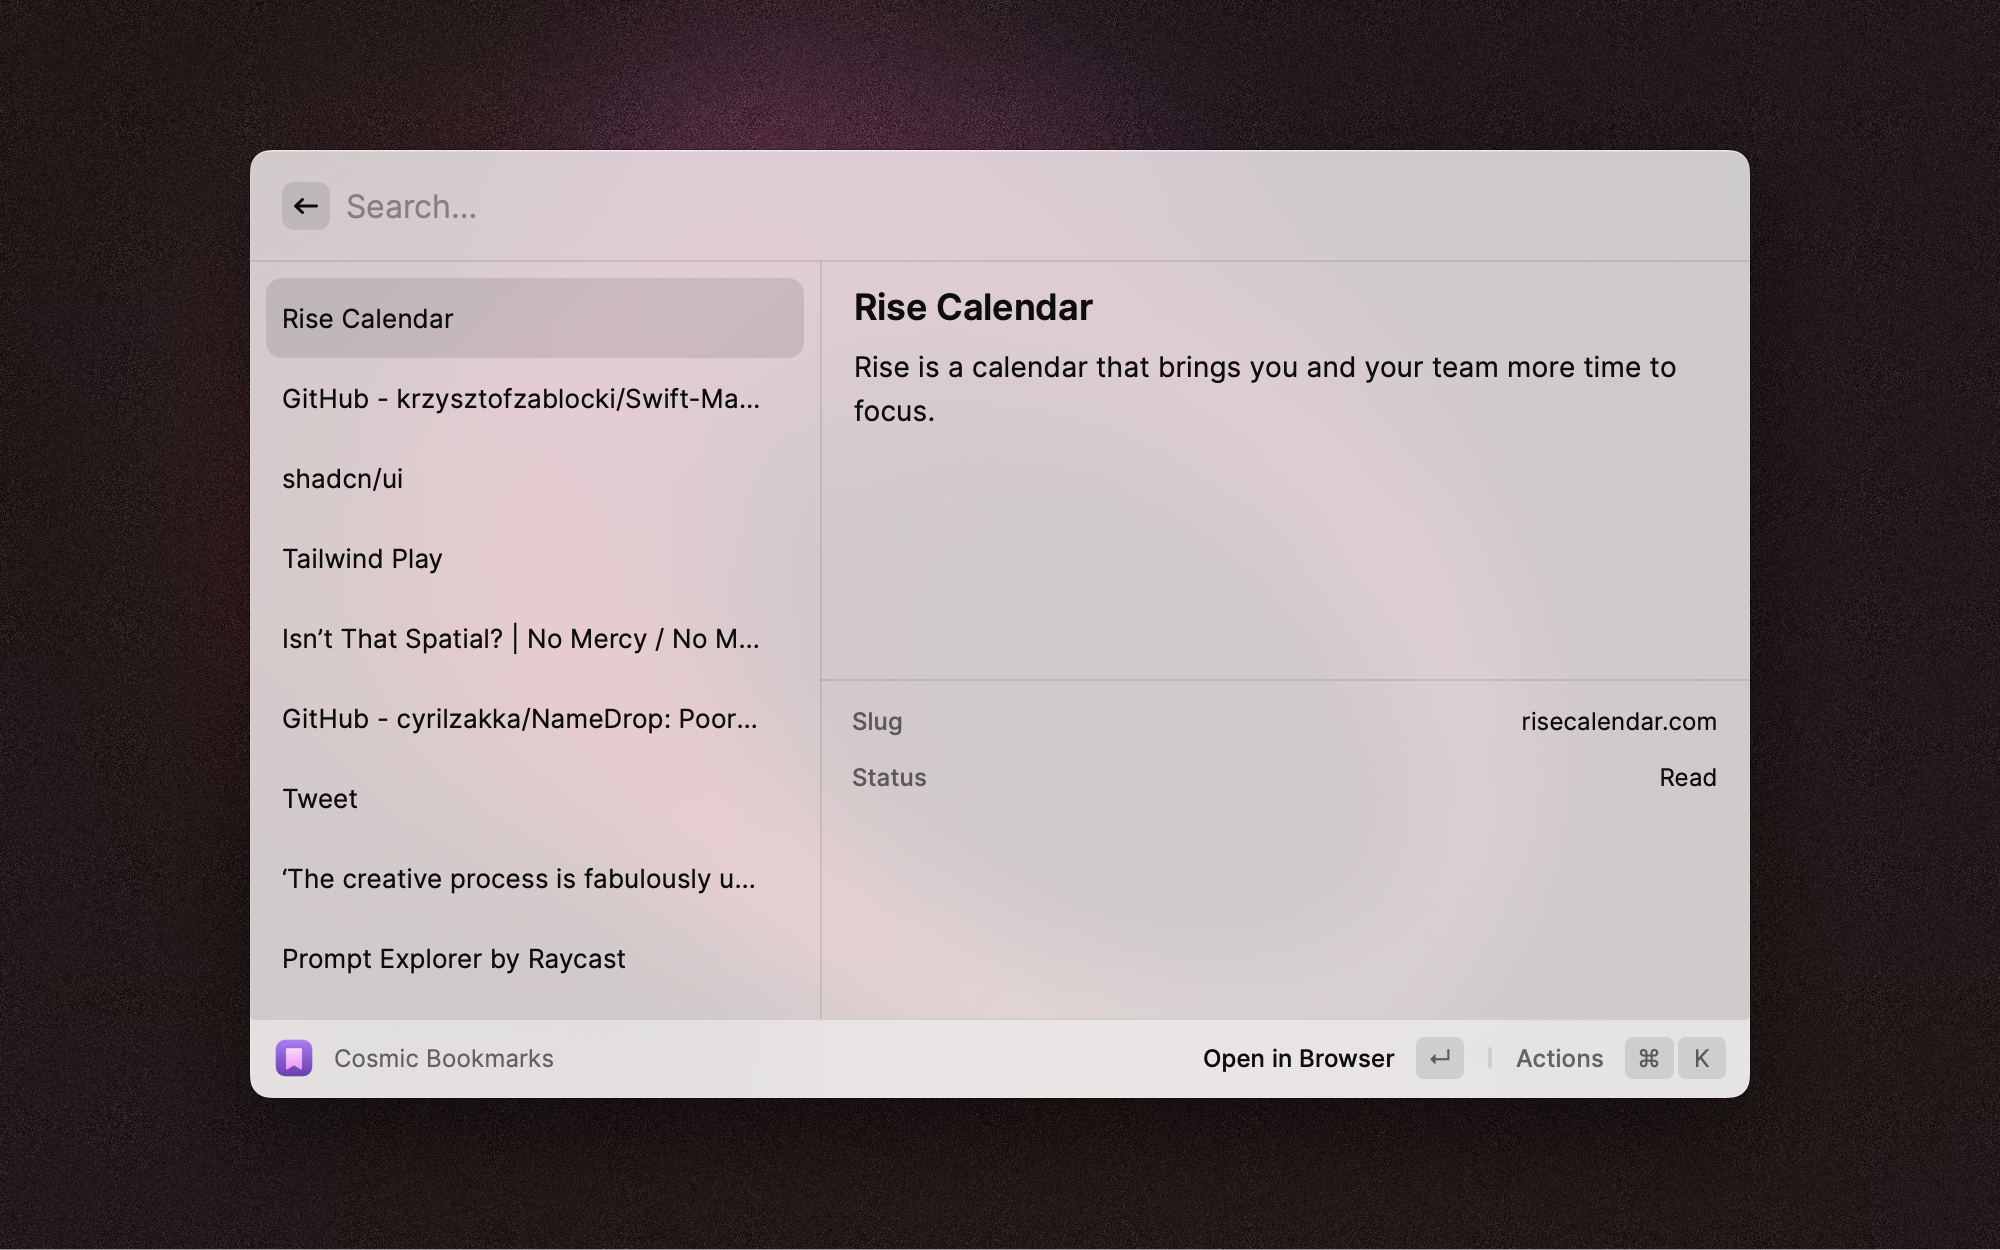 Search...
Rise Calendar
GitHub - krzysztofzablocki/Swift-Ma...
shadcn/ui
Tailwind Play
Isn’t That Spatial? | No Mercy / No M...
GitHub - cyrilzakka/NameDrop: Poor...
Tweet
‘The creative process is fabulously u...
Prompt Explorer by Raycast
Rise Calendar
Rise is a calendar that brings you and your team more time to
focus.
Slug risecalendar.com
Status Read
Cosmic Bookmarks Open in Browser ↵ Actions ⌘ K